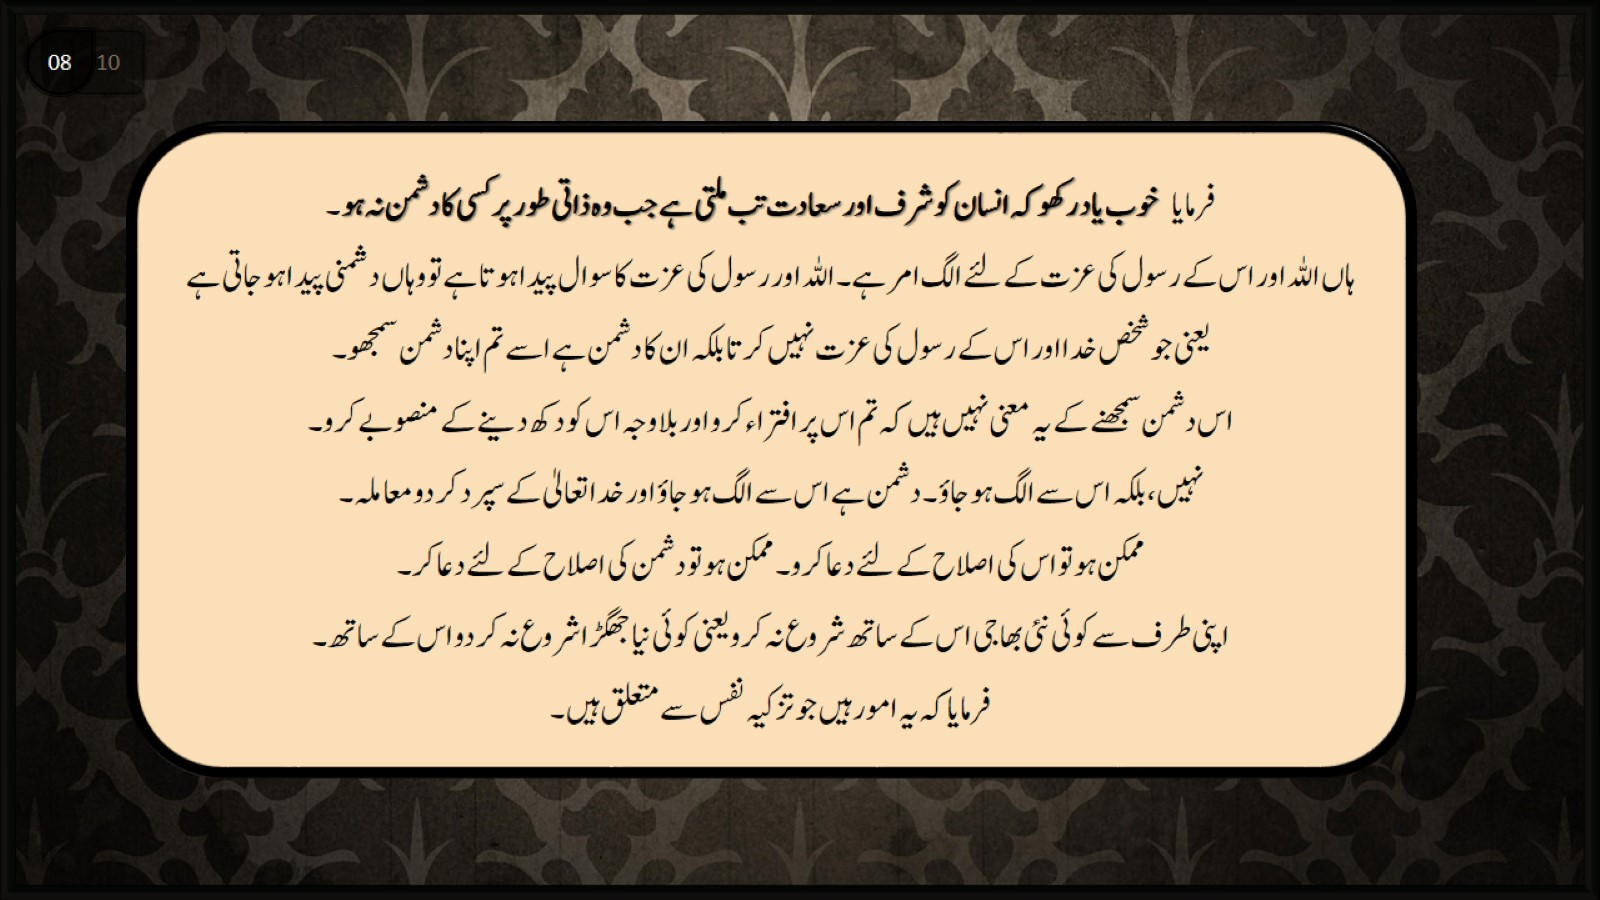 08 10
فرمایا خوب یاد رکھو کہ انسان کو شرف اور سعادت تب ملتی ہے جب وہ ذاتی طور پر کسی کا دشمن نہ ہو۔
ہاں اللہ اور اس کے رسول کی عزت کے لئے الگ امر ہے۔ اللہ اور رسول کی عزت کا سوال پیدا ہوتا ہے تو وہاں دشمنی پیدا ہو جاتی ہے
یعنی جو شخص خدا اور اس کے رسول کی عزت نہیں کرتا بلکہ ان کا دشمن ہے اسے تم اپنا دشمن سمجھو۔
اس دشمن سمجھنے کے یہ معنی نہیں ہیں کہ تم اس پر افتراء کرو اور بلاوجہ اس کو دکھ دینے کے منصوبے کرو۔
نہیں، بلکہ اس سے الگ ہو جاؤ۔ دشمن ہے اس سے الگ ہو جاؤ اور خدا تعالیٰ کے سپرد کر دو معاملہ۔
ممکن ہو تو اس کی اصلاح کے لئے دعا کرو۔ ممکن ہو تو دشمن کی اصلاح کے لئے دعا کر۔
اپنی طرف سے کوئی نئی بھاجی اس کے ساتھ شروع نہ کرو یعنی کوئی نیا جھگڑا شروع نہ کر دو اس کے ساتھ۔
فرمایا کہ یہ امور ہیں جو تزکیہ نفس سے متعلق ہیں۔